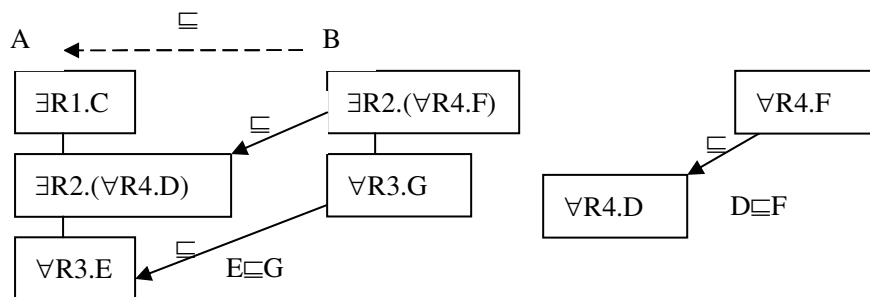 ⊑
A B
∃R1.C ∃R2.(∀R4.F) ∀R4.F
⊑ ⊑
∃R2.(∀R4.D) ∀R3.G ∀R4.D D⊑F
⊑
∀R3.E E⊑G